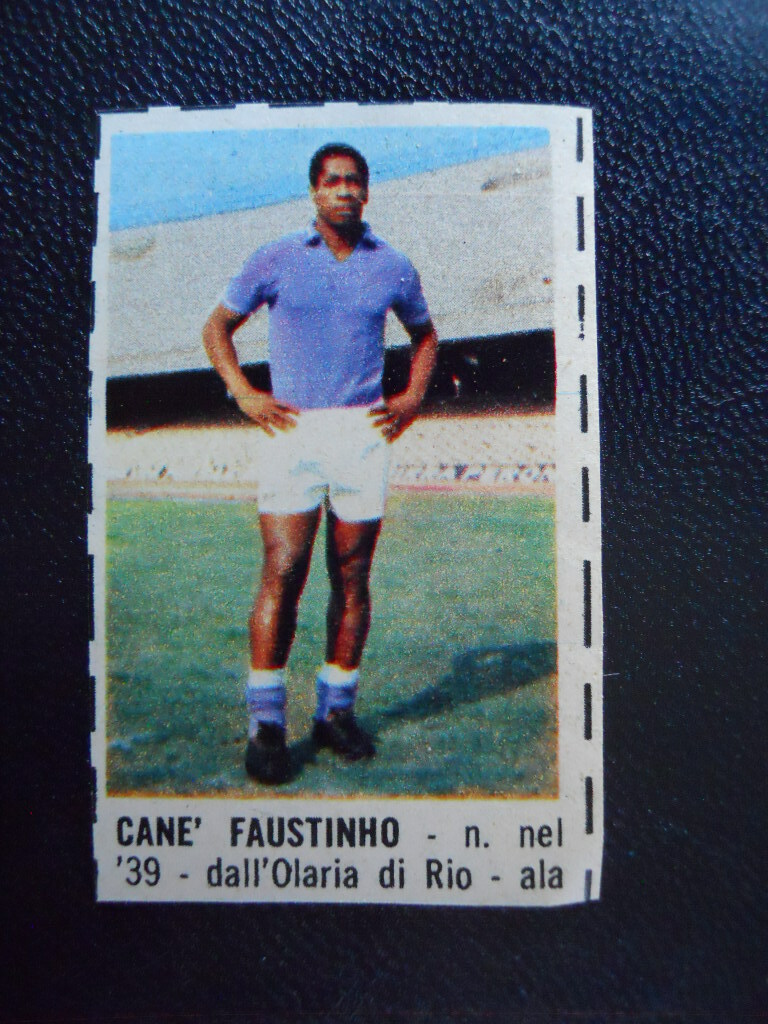 CANE' FAUSTINHO - n. nel
'39 - dall'Olaria di Rio - ala